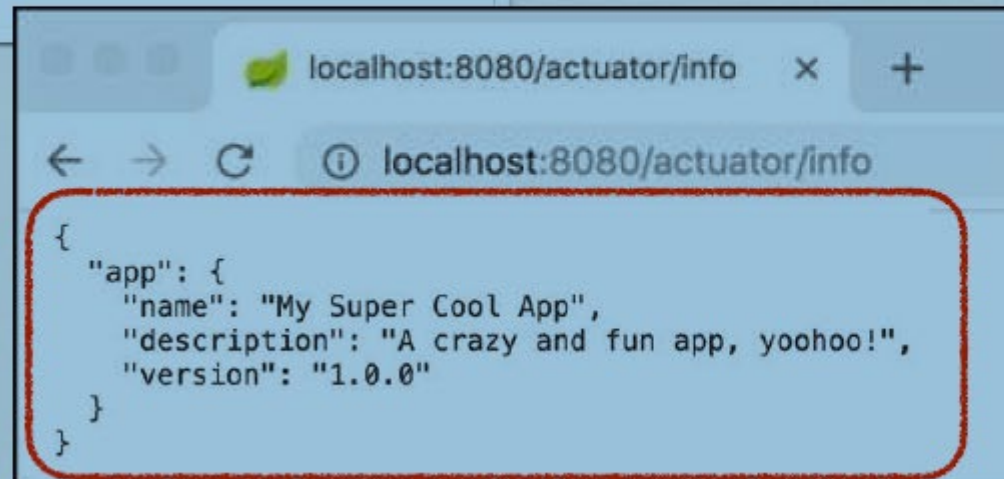 localhost:8080/actuator/info
localhost:8080/actuator/info
{
"app": {
"name": "My Super Cool App",
"description": "A crazy and fun app, yoohoo!",
"version": "1.0.0"
}
}